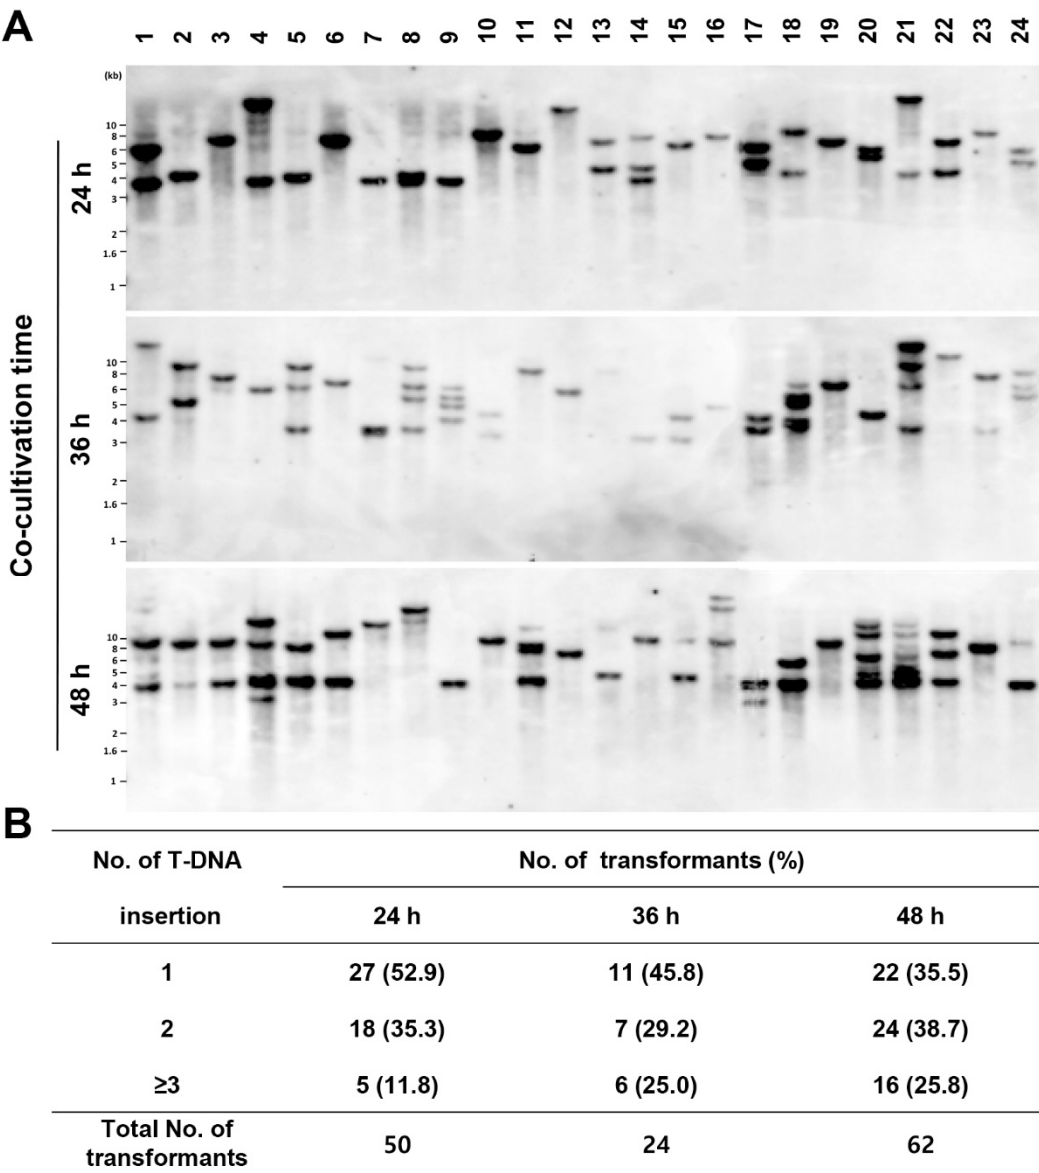 A
1 2 3 4 5 6 7 8 9 10 11 12 13 14 15 16 17 18 19 20 21 22 23 24
Co-cultivation time
24 h
(kb)
10
8
6
5
4
3
2
1.6
1
36 h
10
8
6
5
4
3
2
1.6
1
48 h
10
8
6
5
4
3
2
1.6
1
B
No. of T-DNA No. of transformants (%)
insertion 24 h 36 h 48 h
1 27 (52.9) 11 (45.8) 22 (35.5)
2 18 (35.3) 7 (29.2) 24 (38.7)
≥3 5 (11.8) 6 (25.0) 16 (25.8)
Total No. of
transformants 50 24 62